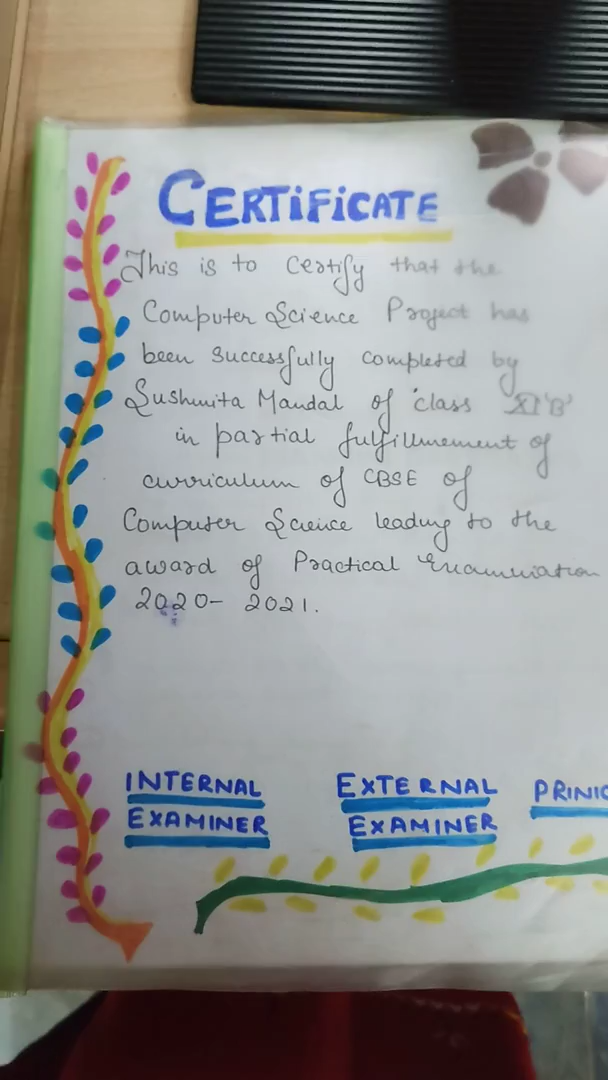 CERTiFiCATE
This is to certify that the
Computer Science Project has
been successfully completed by
Sushmita Mandal of class XI'B'
in partial fulfillmement of
curriculum of CBSE of
Computer Science leading to the
award of Practical Examination
2020- 2021.
INTERNAL EXTERNAL PRINIC
EXAMINER EXAMINER